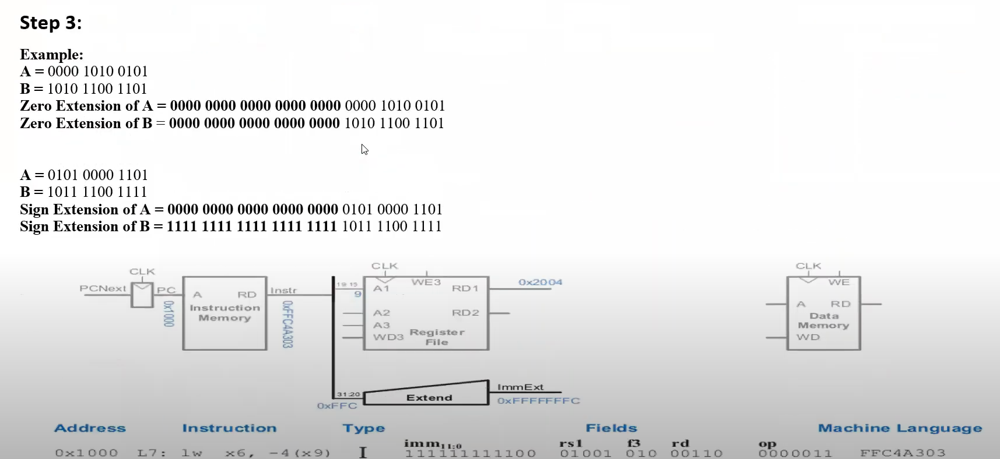 Step 3:
Example:
A = 0000 1010 0101
B = 1010 1100 1101
Zero Extension of A = 0000 0000 0000 0000 0000 0000 1010 0101
Zero Extension of B = 0000 0000 0000 0000 0000 1010 1100 1101
A = 0101 0000 1101
B = 1011 1100 1111
Sign Extension of A = 0000 0000 0000 0000 0000 0101 0000 1101
Sign Extension of B = 1111 1111 1111 1111 1111 1011 1100 1111
CLK
PCNext
PC
0x1000
A RD
Instruction
Memory
Instr
0xFFC4A303
CLK
WE3
19:15
9
A1 RD1
0x2004
A2 RD2
A3
WD3
Register
File
CLK
WE
A RD
Data
Memory
WD
31:20
0xFFC
Extend
ImmExt
0xFFFFFFFC
Address Instruction Type Fields Machine Language
imm11:0 rs1 f3 rd op
0x1000 L7: lw x6, -4(x9) I 111111111100 01001 010 00110 0000011 FFC4A303